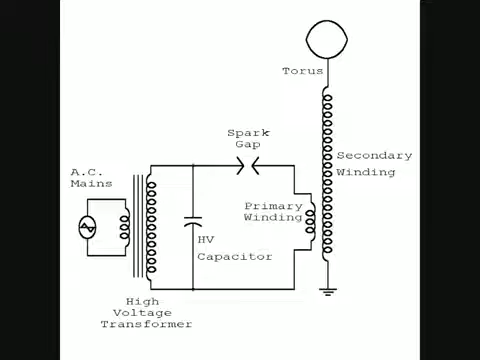 Torus
Spark
Gap
Secondary
Winding
A.C.
Mains
Primary
Winding
HV
Capacitor
High
Voltage
Transformer